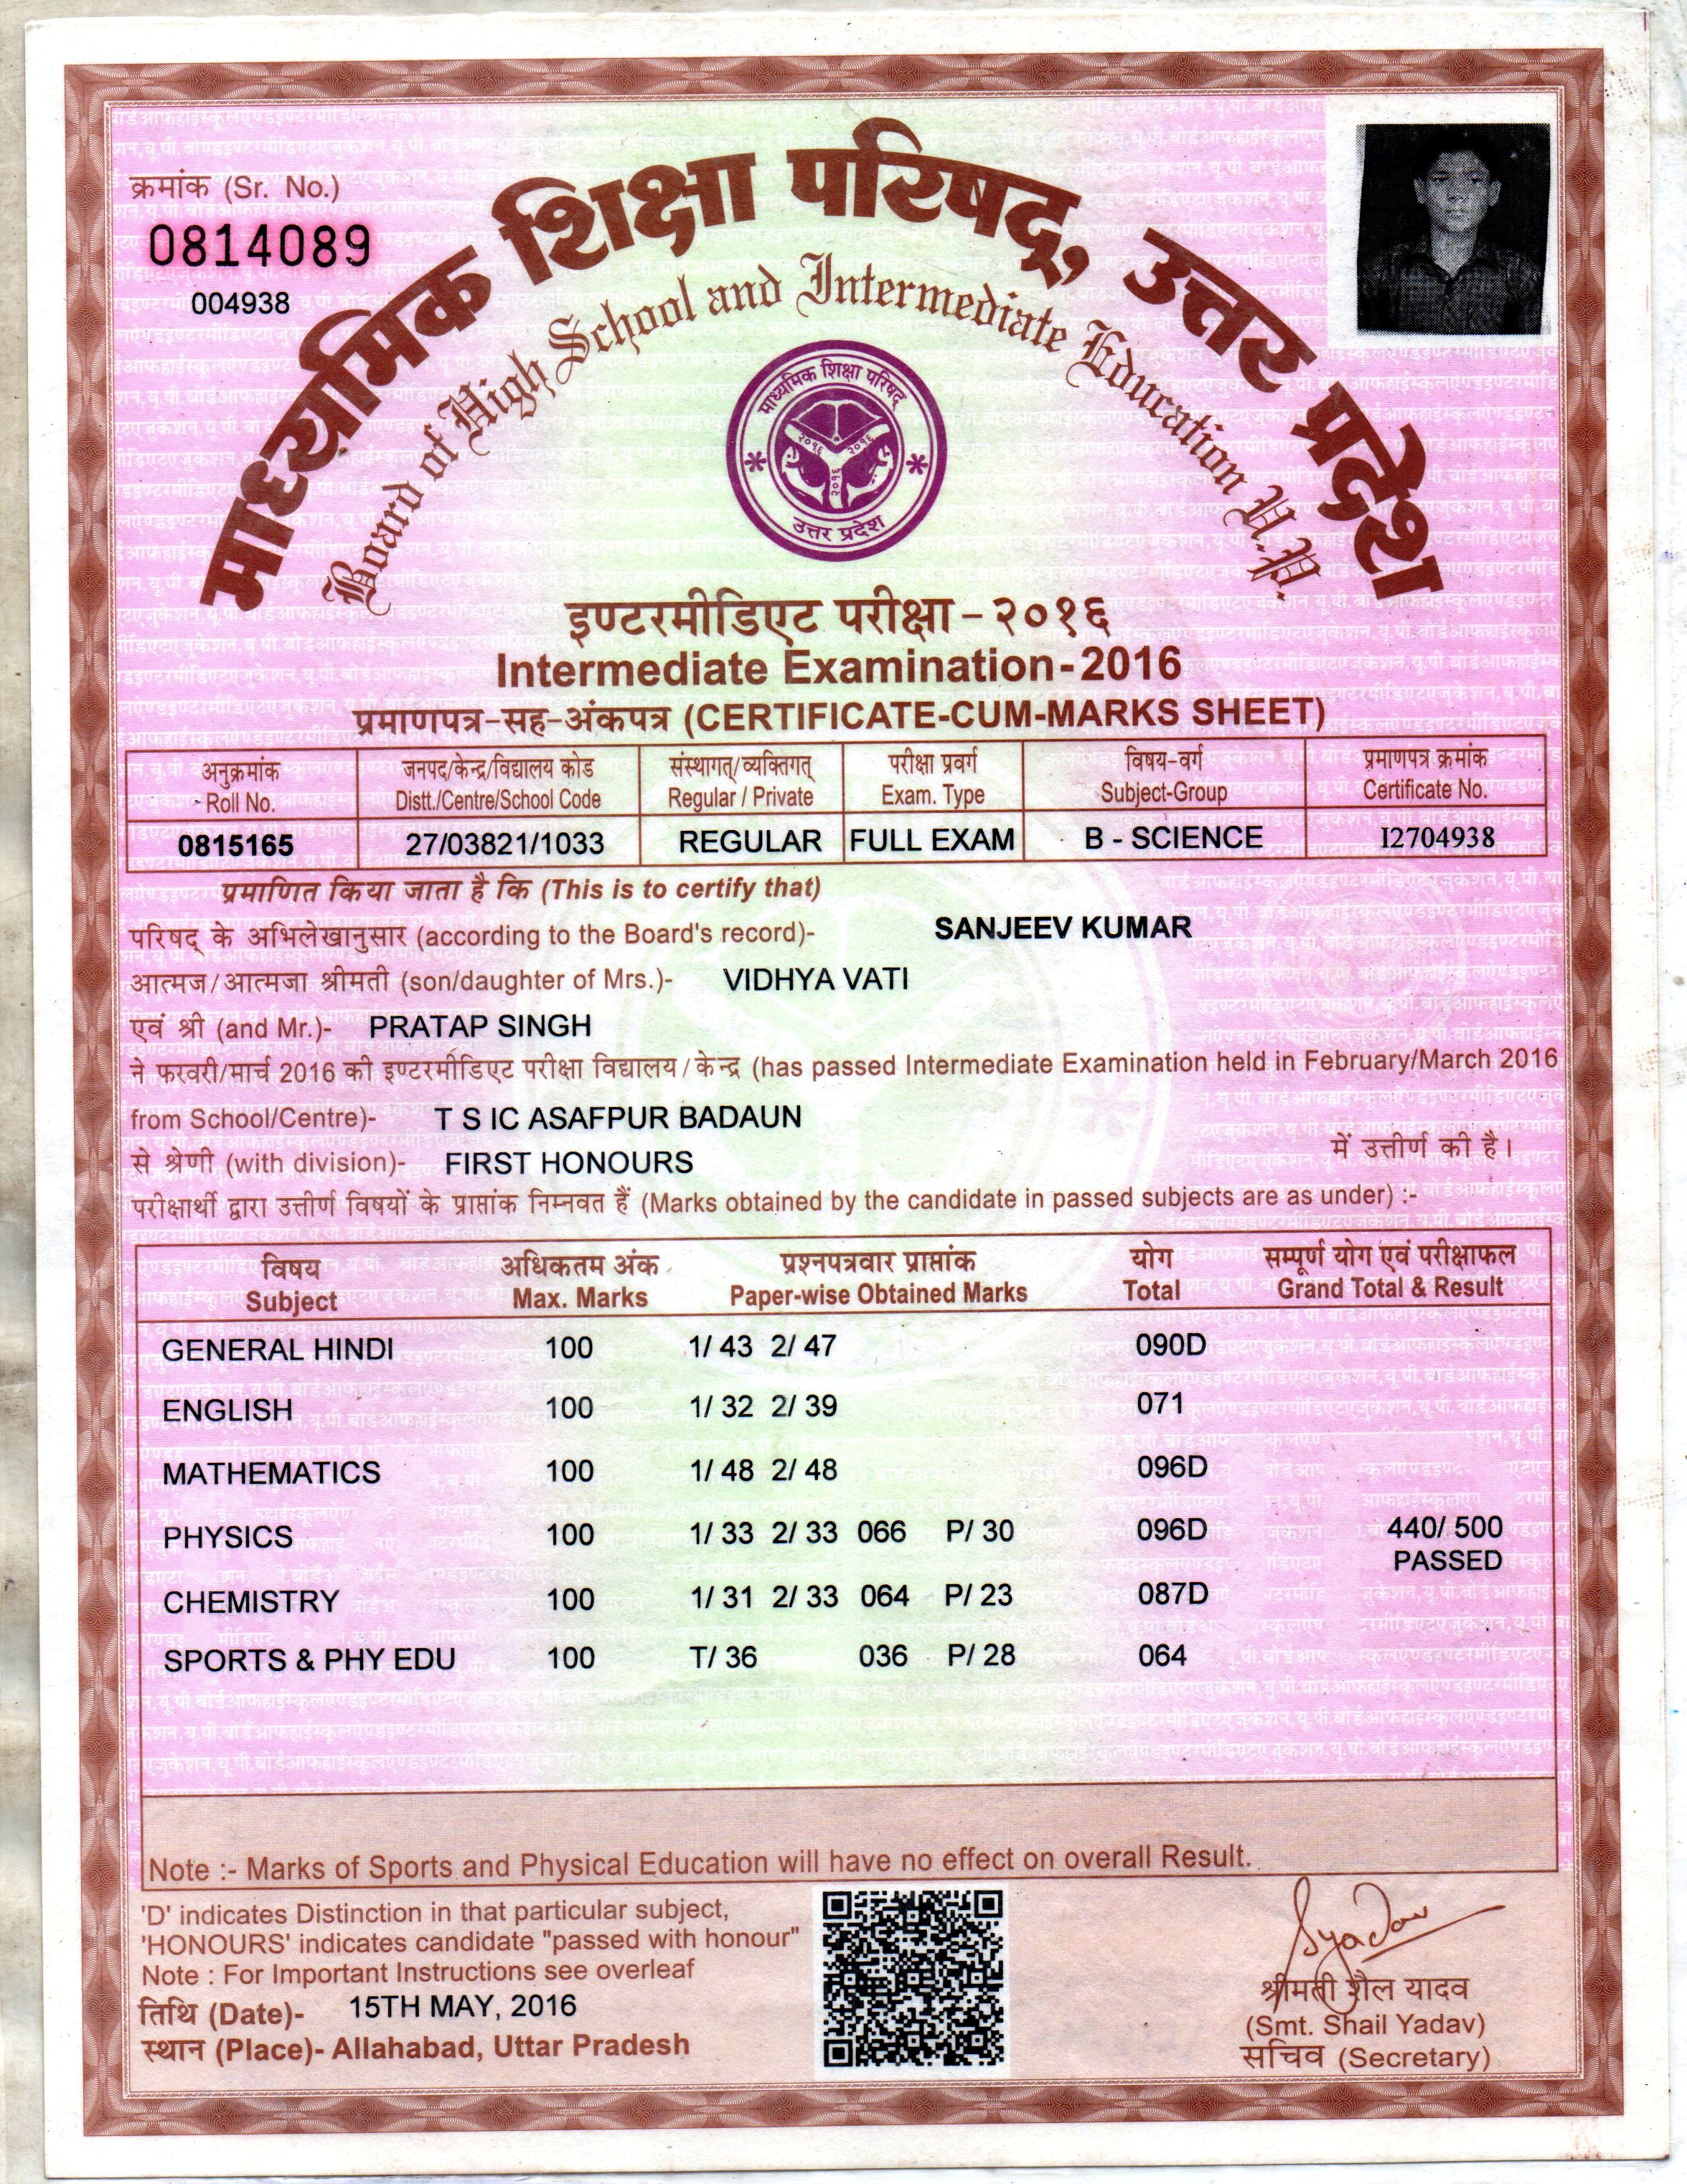 क्रमांक (Sr. No.)
0814089
004938
माध्यमिक शिक्षा परिषद्, उत्तर प्रदेश
Board of High School and Intermediate Education U.P.
माध्यमिक शिक्षा परिषद्
२०१६ २०१६
२०१६
उत्तर प्रदेश
इण्टरमीडिएट परीक्षा - २०१६
Intermediate Examination - 2016
प्रमाणपत्र-सह-अंकपत्र (CERTIFICATE-CUM-MARKS SHEET)
अनुक्रमांक जनपद/केन्द्र/विद्यालय कोड संस्थागत्/व्यक्तिगत् परीक्षा प्रवर्ग विषय-वर्ग प्रमाणपत्र क्रमांक
Roll No. Distt./Centre/School Code Regular / Private Exam. Type Subject-Group Certificate No.
0815165 27/03821/1033 REGULAR FULL EXAM B - SCIENCE I2704938
प्रमाणित किया जाता है कि (This is to certify that)
परिषद् के अभिलेखानुसार (according to the Board's record)- SANJEEV KUMAR
आत्मज/आत्मजा श्रीमती (son/daughter of Mrs.)- VIDHYA VATI
एवं श्री (and Mr.)- PRATAP SINGH
ने फरवरी/मार्च 2016 की इण्टरमीडिएट परीक्षा विद्यालय/केन्द्र (has passed Intermediate Examination held in February/March 2016
from School/Centre)- T S IC ASAFPUR BADAUN
से श्रेणी (with division)- FIRST HONOURS में उत्तीर्ण की है।
परीक्षार्थी द्वारा उत्तीर्ण विषयों के प्राप्तांक निम्नवत हैं (Marks obtained by the candidate in passed subjects are as under) :-
विषय अधिकतम अंक प्रश्नपत्रवार प्राप्तांक योग सम्पूर्ण योग एवं परीक्षाफल
Subject Max. Marks Paper-wise Obtained Marks Total Grand Total & Result
GENERAL HINDI 100 1/ 43 2/ 47 090D
ENGLISH 100 1/ 32 2/ 39 071
MATHEMATICS 100 1/ 48 2/ 48 096D
PHYSICS 100 1/ 33 2/ 33 066 P/ 30 096D 440/ 500
PASSED
CHEMISTRY 100 1/ 31 2/ 33 064 P/ 23 087D
SPORTS & PHY EDU 100 T/ 36 036 P/ 28 064
Note :- Marks of Sports and Physical Education will have no effect on overall Result.
'D' indicates Distinction in that particular subject,
'HONOURS' indicates candidate "passed with honour"
Note : For Important Instructions see overleaf
तिथि (Date)- 15TH MAY, 2016
स्थान (Place)- Allahabad, Uttar Pradesh
Syadav
श्रीमती शैल यादव
(Smt. Shail Yadav)
सचिव (Secretary)